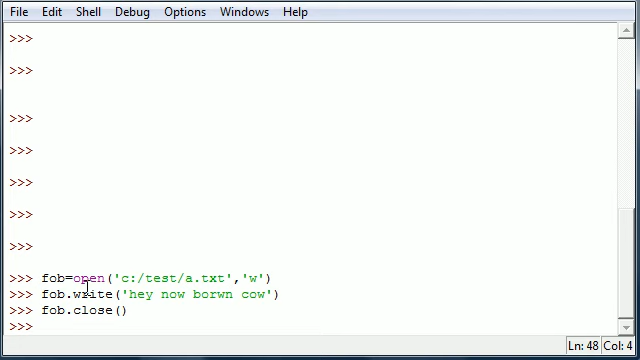 File Edit Shell Debug Options Windows Help
>>>
>>>
>>>
>>>
>>>
>>>
>>>
>>> fob=open('c:/test/a.txt','w')
>>> fob.write('hey now borwn cow')
>>> fob.close()
>>>
Ln: 48 Col: 4